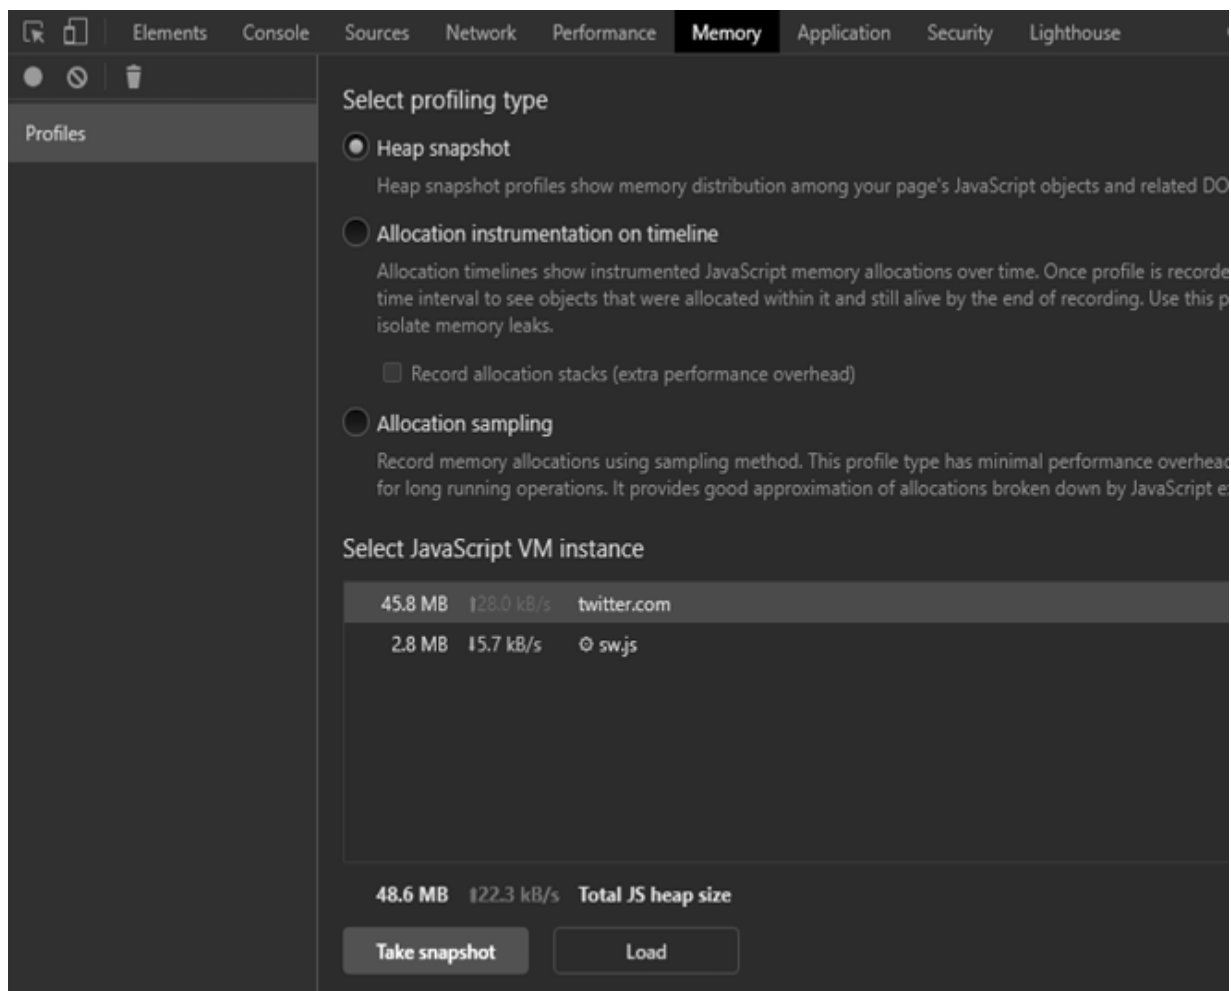 Elements Console Sources Network Performance Memory Application Security Lighthouse
Profiles
Select profiling type
Heap snapshot
Heap snapshot profiles show memory distribution among your page's JavaScript objects and related DO
Allocation instrumentation on timeline
Allocation timelines show instrumented JavaScript memory allocations over time. Once profile is recorde
time interval to see objects that were allocated within it and still alive by the end of recording. Use this p
isolate memory leaks.
Record allocation stacks (extra performance overhead)
Allocation sampling
Record memory allocations using sampling method. This profile type has minimal performance overhead
for long running operations. It provides good approximation of allocations broken down by JavaScript e
Select JavaScript VM instance
45.8 MB ⬆28.0 kB/s twitter.com
2.8 MB ⬇5.7 kB/s ⚙ sw.js
48.6 MB ⬆22.3 kB/s Total JS heap size
Take snapshot Load